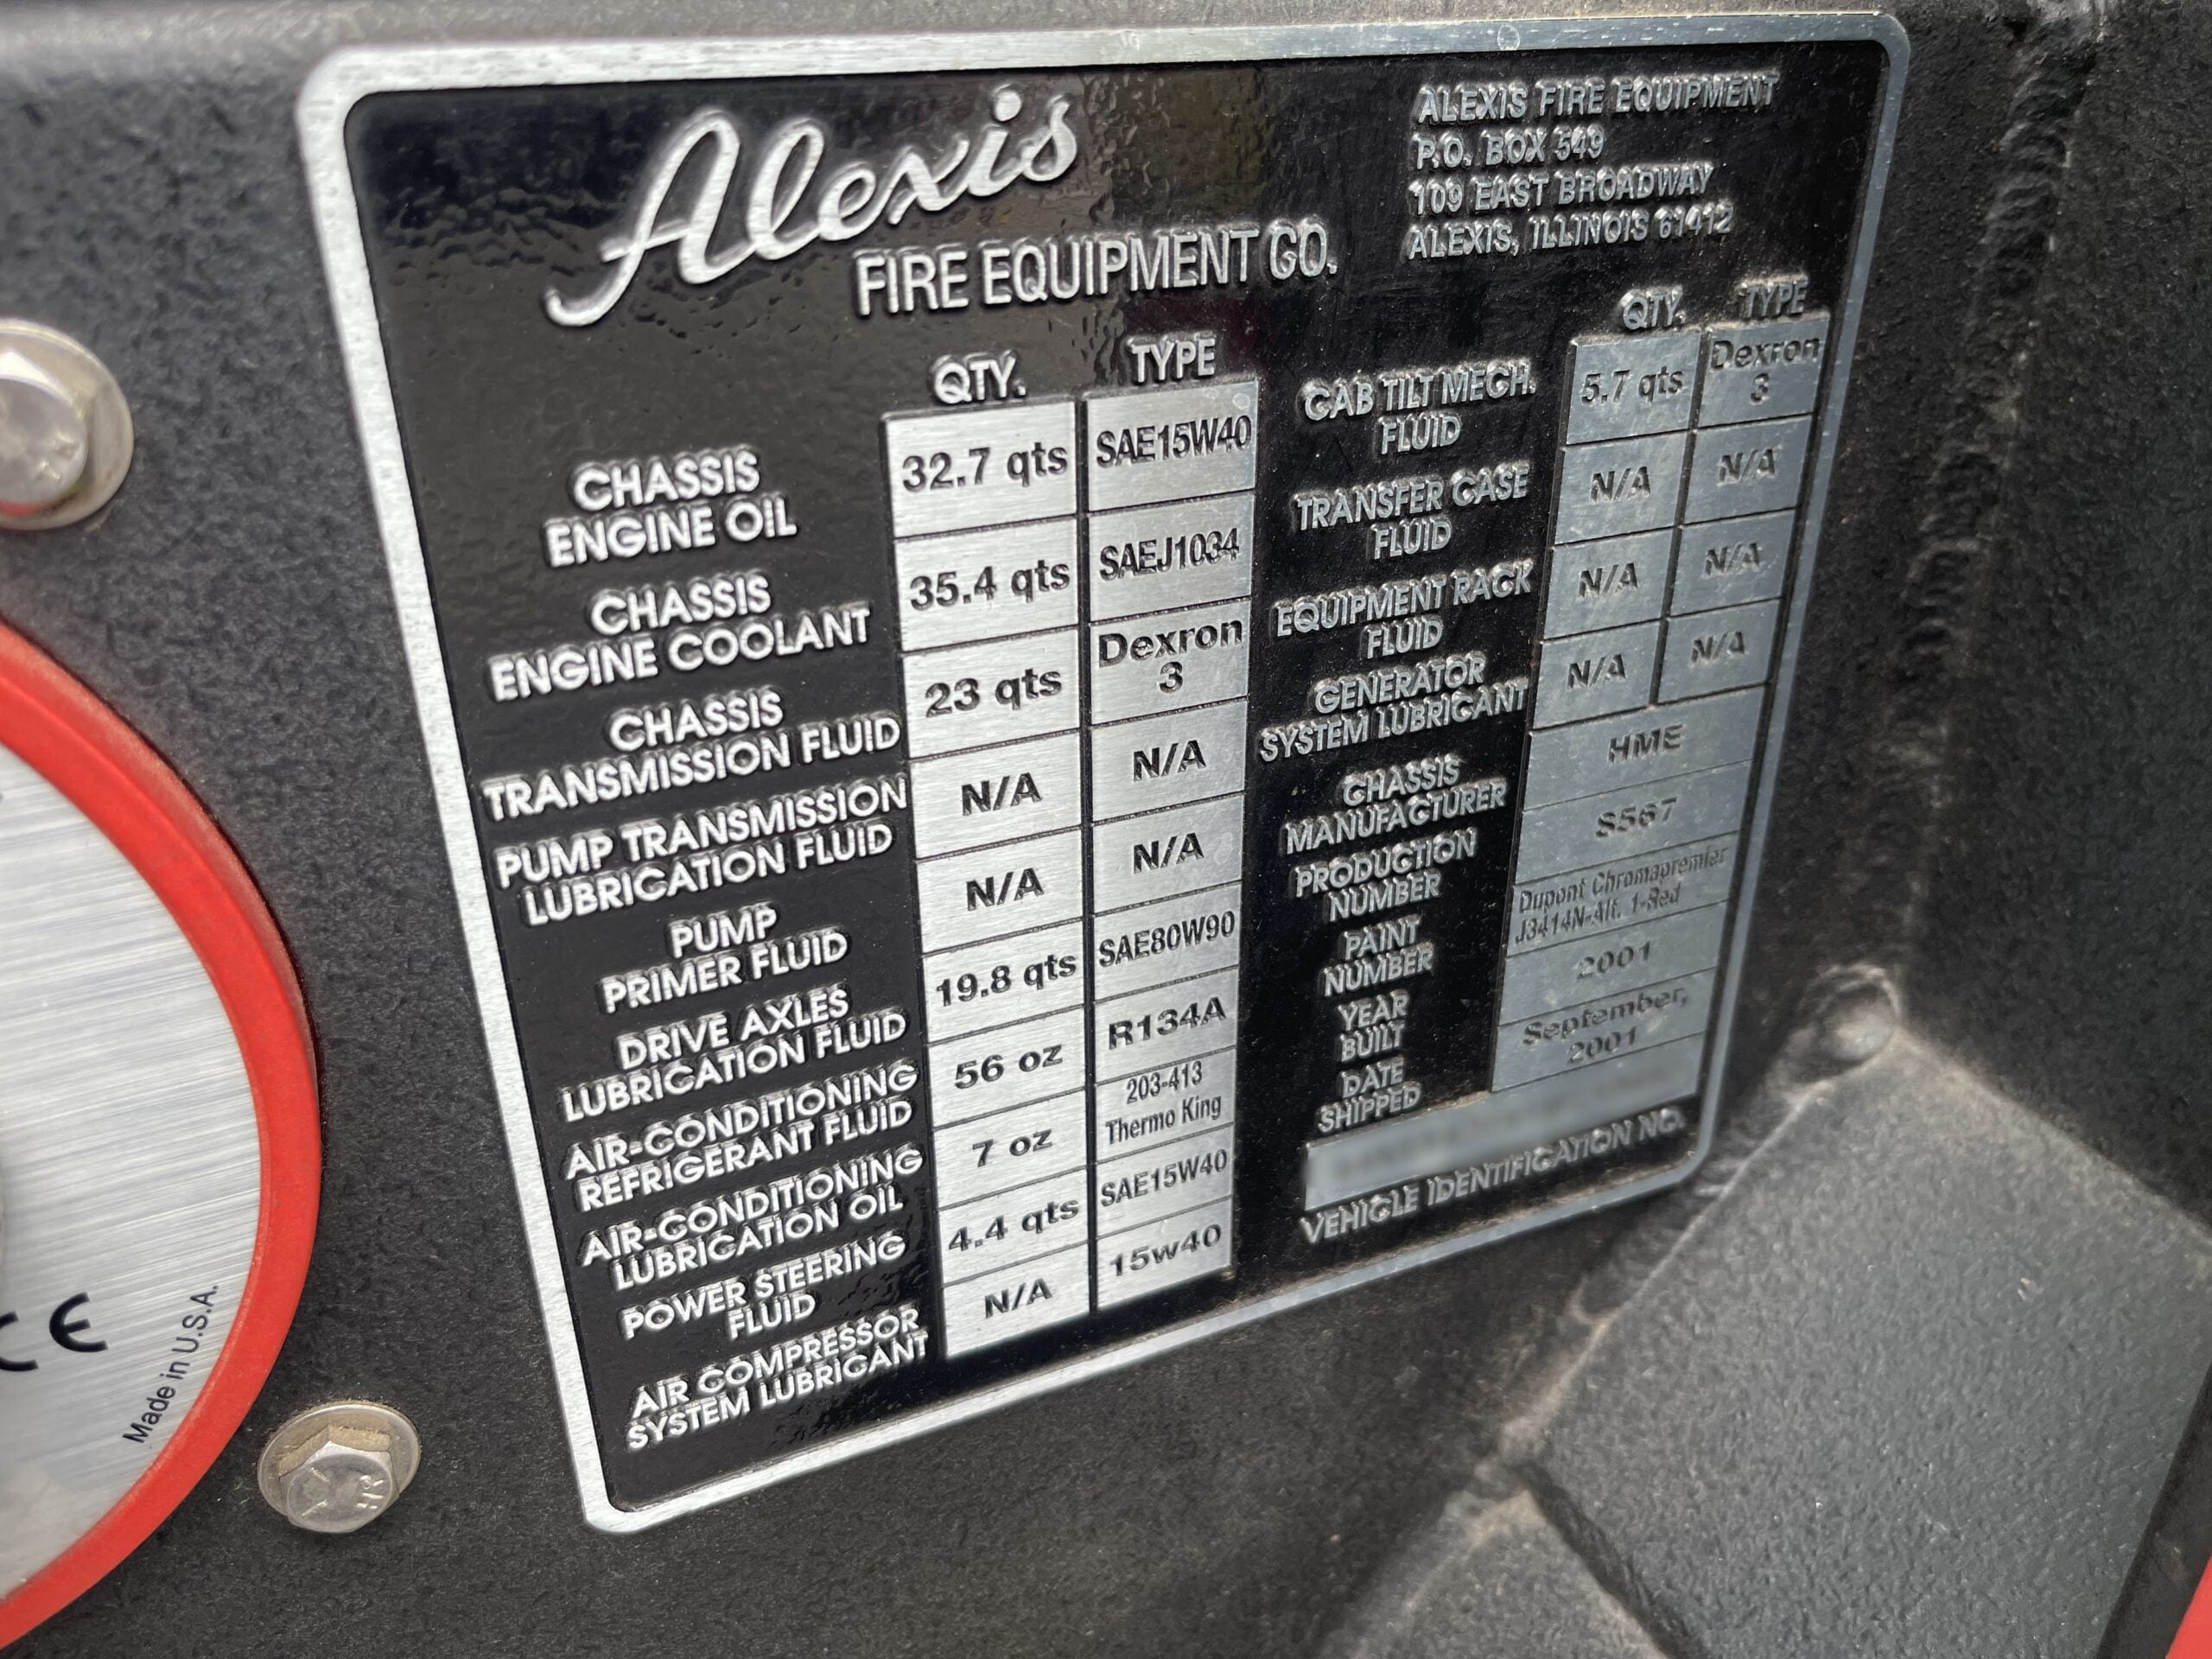 Alexis
FIRE EQUIPMENT CO.
ALEXIS FIRE EQUIPMENT
P.O. BOX 549
109 EAST BROADWAY
ALEXIS, ILLINOIS 61412
QTY. TYPE
CHASSIS
ENGINE OIL
32.7 qts SAE15W40
CHASSIS
ENGINE COOLANT
35.4 qts SAEJ1034
CHASSIS
TRANSMISSION FLUID
23 qts Dexron
3
PUMP TRANSMISSION
LUBRICATION FLUID
N/A N/A
PUMP
PRIMER FLUID
N/A N/A
DRIVE AXLES
LUBRICATION FLUID
19.8 qts SAE80W90
AIR-CONDITIONING
REFRIGERANT FLUID
56 oz R134A
AIR-CONDITIONING
LUBRICATION OIL
7 oz 203-413
Thermo King
POWER STEERING
FLUID
4.4 qts SAE15W40
AIR COMPRESSOR
SYSTEM LUBRICANT
N/A 15w40
QTY. TYPE
CAB TILT MECH.
FLUID
5.7 qts Dexron
3
TRANSFER CASE
FLUID
N/A N/A
EQUIPMENT RACK
FLUID
N/A N/A
GENERATOR
SYSTEM LUBRICANT
N/A N/A
CHASSIS
MANUFACTURER
HME
PRODUCTION
NUMBER
S567
PAINT
NUMBER
Dupont Chromapremier
J3414N-Alt. 1-Red
YEAR
BUILT
2001
DATE
SHIPPED
September,
2001
VEHICLE IDENTIFICATION NO.
CE
Made in U.S.A.
HR